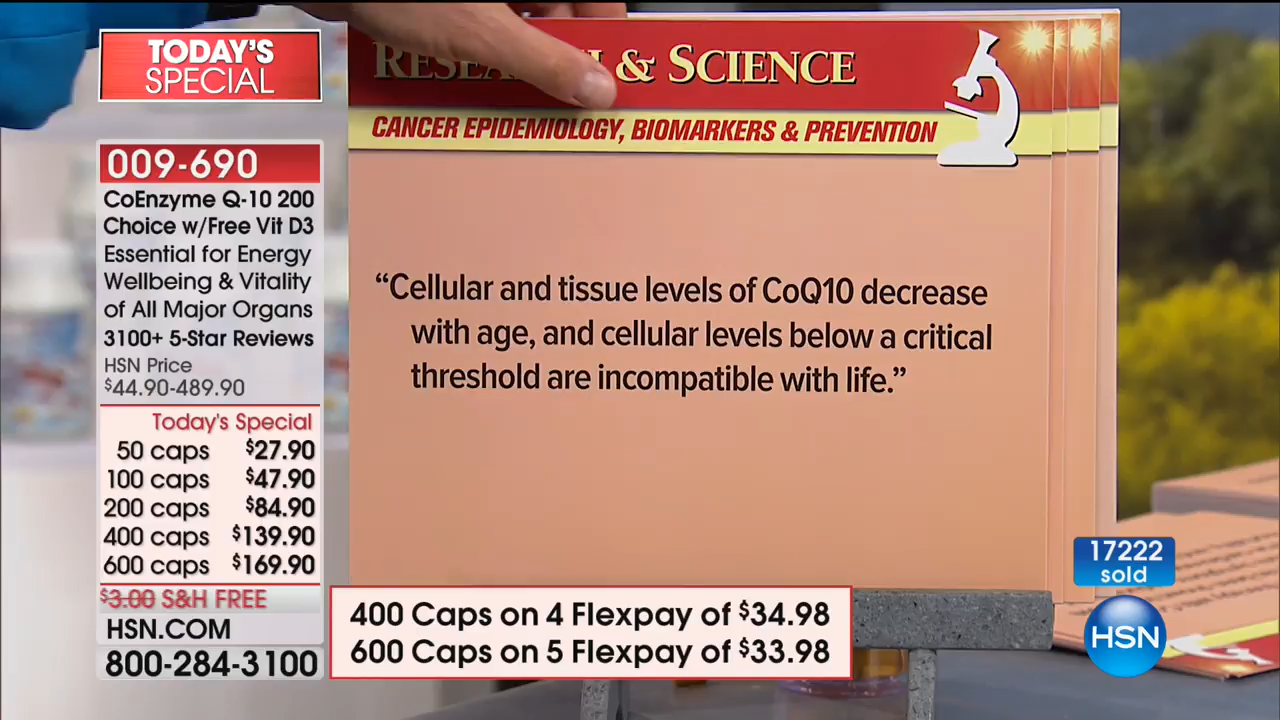 TODAY'S
SPECIAL
009-690
CoEnzyme Q-10 200
Choice w/Free Vit D3
Essential for Energy
Wellbeing & Vitality
of All Major Organs
3100+ 5-Star Reviews
HSN Price
$44.90-489.90
Today's Special
50 caps $27.90
100 caps $47.90
200 caps $84.90
400 caps $139.90
600 caps $169.90
$3.00 S&H FREE
HSN.COM
800-284-3100
& SCIENCE
CANCER EPIDEMIOLOGY, BIOMARKERS & PREVENTION
“Cellular and tissue levels of CoQ10 decrease
with age, and cellular levels below a critical
threshold are incompatible with life.”
400 Caps on 4 Flexpay of $34.98
600 Caps on 5 Flexpay of $33.98
17222
sold
HSN